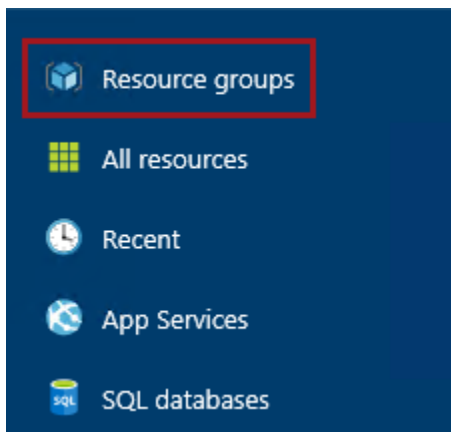 Resource groups
All resources
Recent
App Services
SQL databases